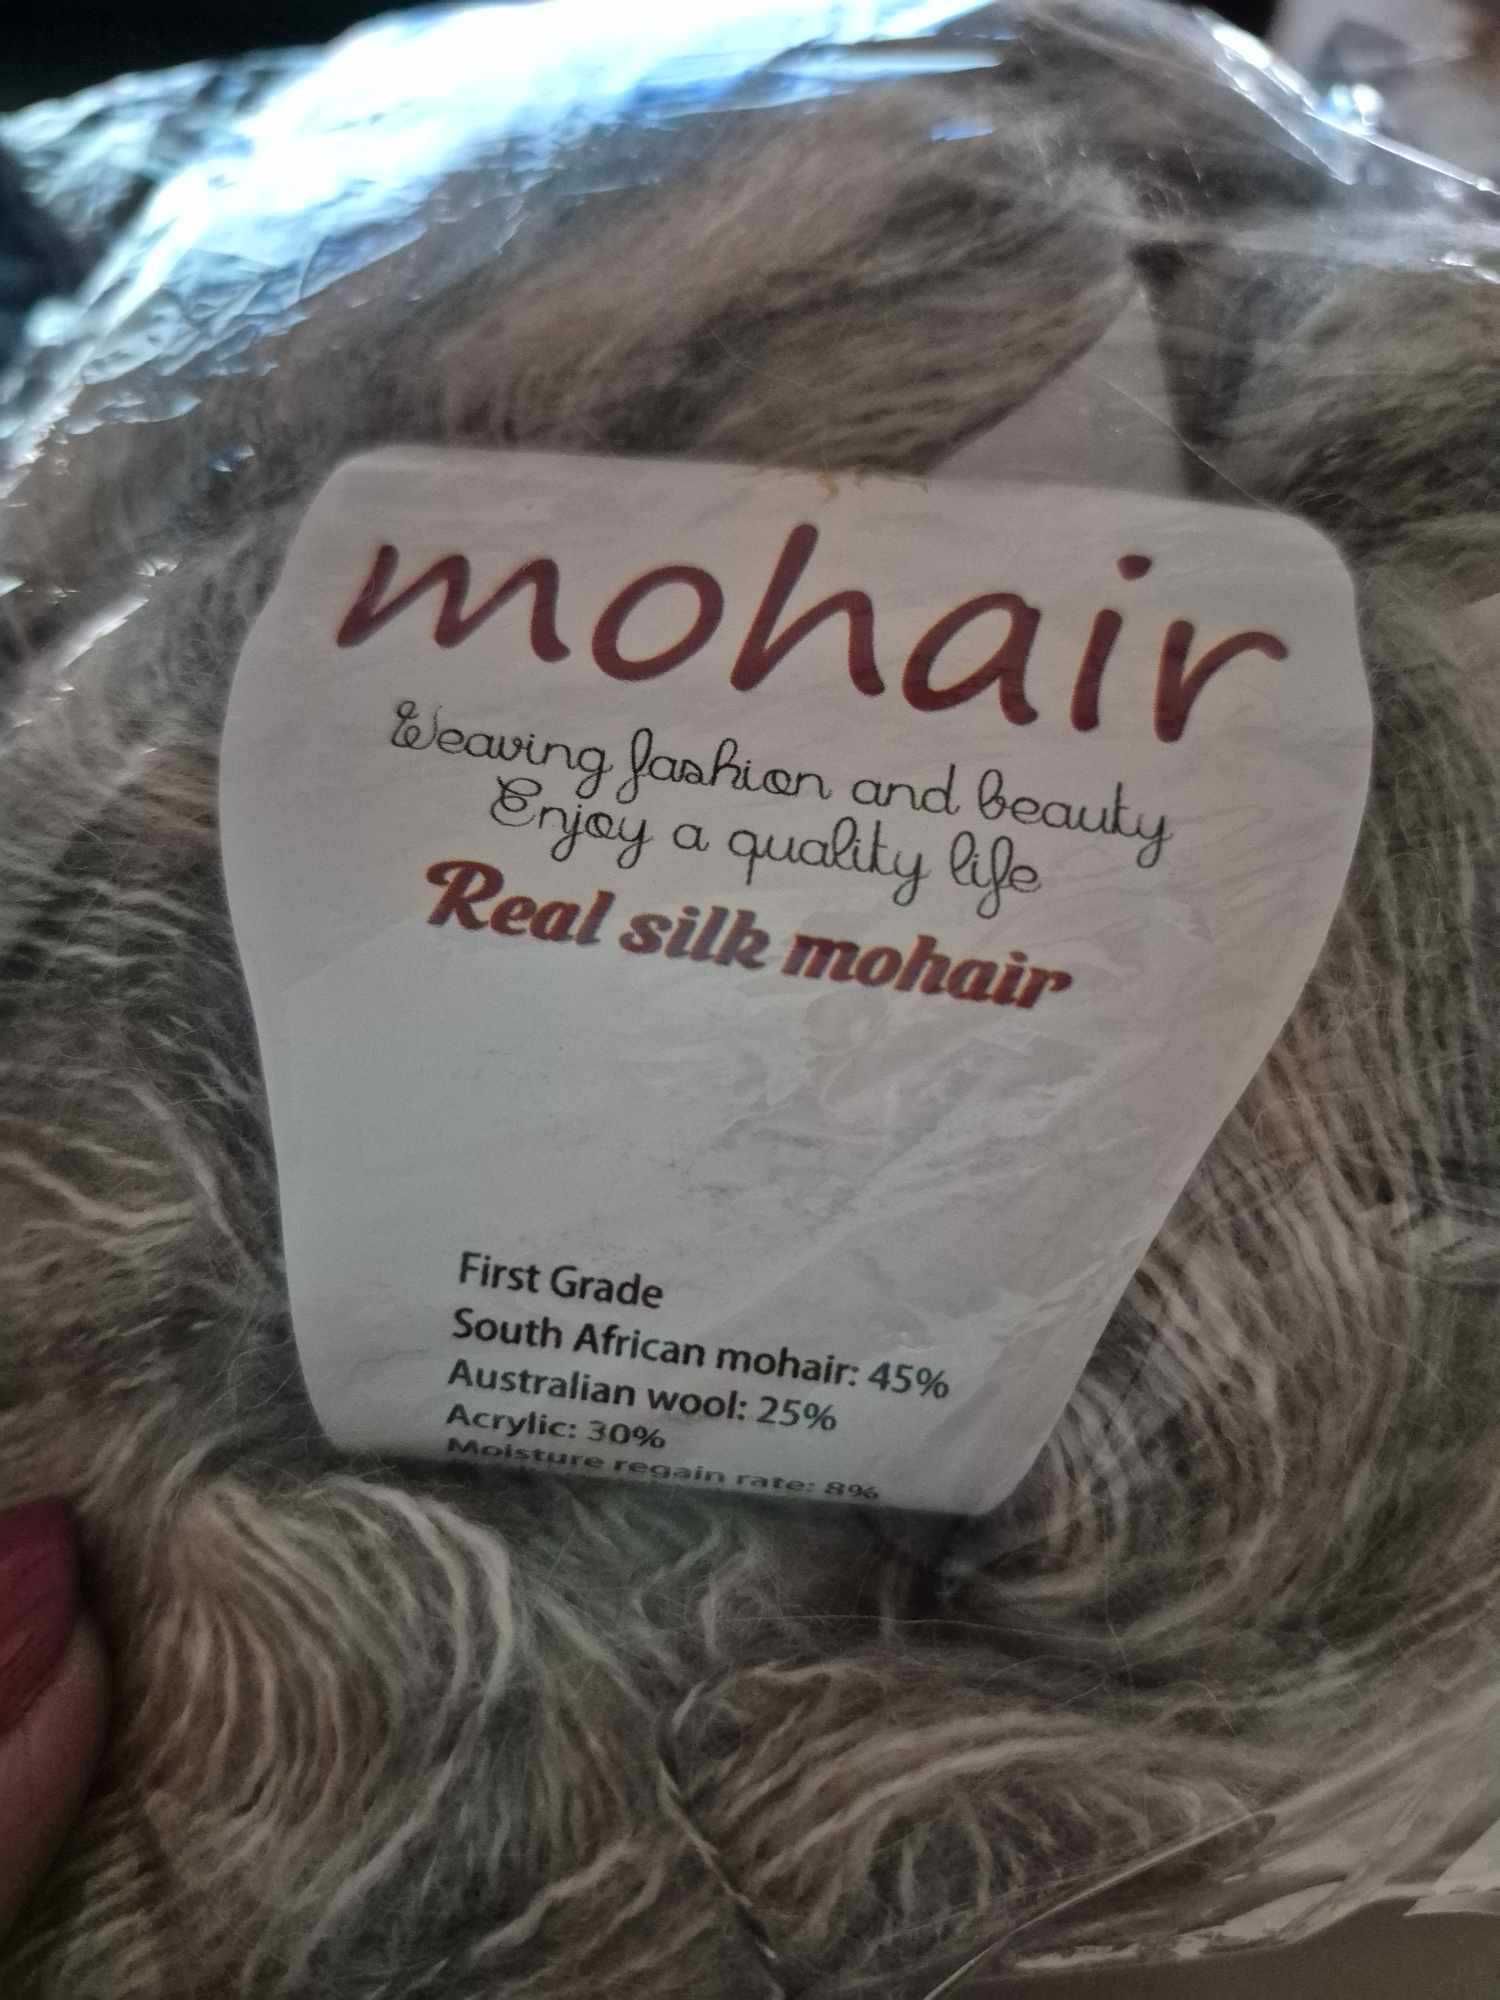 mohair
Weaving fashion and beauty
Enjoy a quality life
Real silk mohair
First Grade
South African mohair: 45%
Australian wool: 25%
Acrylic: 30%
Moisture regain rate: 8%